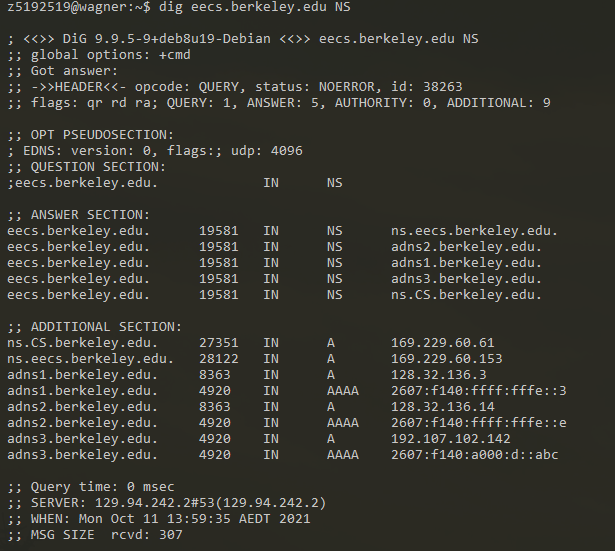 z5192519@wagner:~$ dig eecs.berkeley.edu NS
; <<>> DiG 9.9.5-9+deb8u19-Debian <<>> eecs.berkeley.edu NS
;; global options: +cmd
;; Got answer:
;; ->>HEADER<<- opcode: QUERY, status: NOERROR, id: 38263
;; flags: qr rd ra; QUERY: 1, ANSWER: 5, AUTHORITY: 0, ADDITIONAL: 9
;; OPT PSEUDOSECTION:
; EDNS: version: 0, flags:; udp: 4096
;; QUESTION SECTION:
;eecs.berkeley.edu. IN NS
;; ANSWER SECTION:
eecs.berkeley.edu. 19581 IN NS ns.eecs.berkeley.edu.
eecs.berkeley.edu. 19581 IN NS adns2.berkeley.edu.
eecs.berkeley.edu. 19581 IN NS adns1.berkeley.edu.
eecs.berkeley.edu. 19581 IN NS adns3.berkeley.edu.
eecs.berkeley.edu. 19581 IN NS ns.CS.berkeley.edu.
;; ADDITIONAL SECTION:
ns.CS.berkeley.edu. 27351 IN A 169.229.60.61
ns.eecs.berkeley.edu. 28122 IN A 169.229.60.153
adns1.berkeley.edu. 8363 IN A 128.32.136.3
adns1.berkeley.edu. 4920 IN AAAA 2607:f140:ffff:fffe::3
adns2.berkeley.edu. 8363 IN A 128.32.136.14
adns2.berkeley.edu. 4920 IN AAAA 2607:f140:ffff:fffe::e
adns3.berkeley.edu. 4920 IN A 192.107.102.142
adns3.berkeley.edu. 4920 IN AAAA 2607:f140:a000:d::abc
;; Query time: 0 msec
;; SERVER: 129.94.242.2#53(129.94.242.2)
;; WHEN: Mon Oct 11 13:59:35 AEDT 2021
;; MSG SIZE rcvd: 307